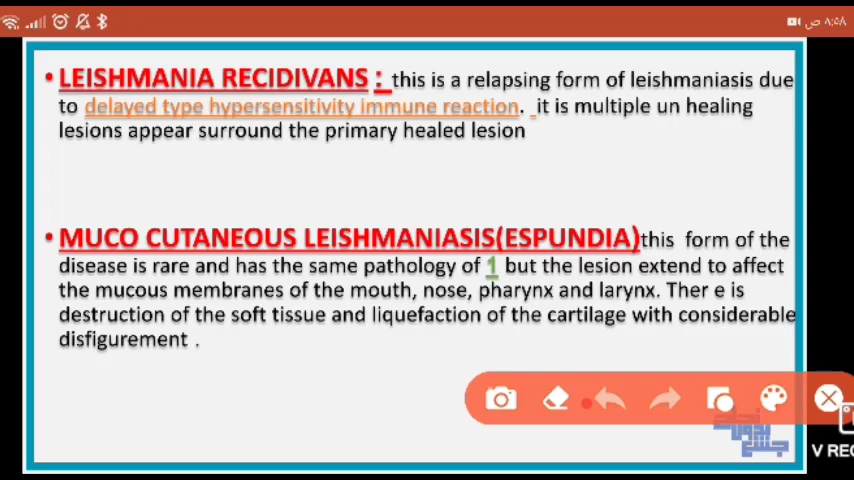 ٨:٥٨ ص
• LEISHMANIA RECIDIVANS : this is a relapsing form of leishmaniasis due
to delayed type hypersensitivity immune reaction. it is multiple un healing
lesions appear surround the primary healed lesion
• MUCO CUTANEOUS LEISHMANIASIS(ESPUNDIA)this form of the
disease is rare and has the same pathology of 1 but the lesion extend to affect
the mucous membranes of the mouth, nose, pharynx and larynx. Ther e is
destruction of the soft tissue and liquefaction of the cartilage with considerable
disfigurement .
V REC